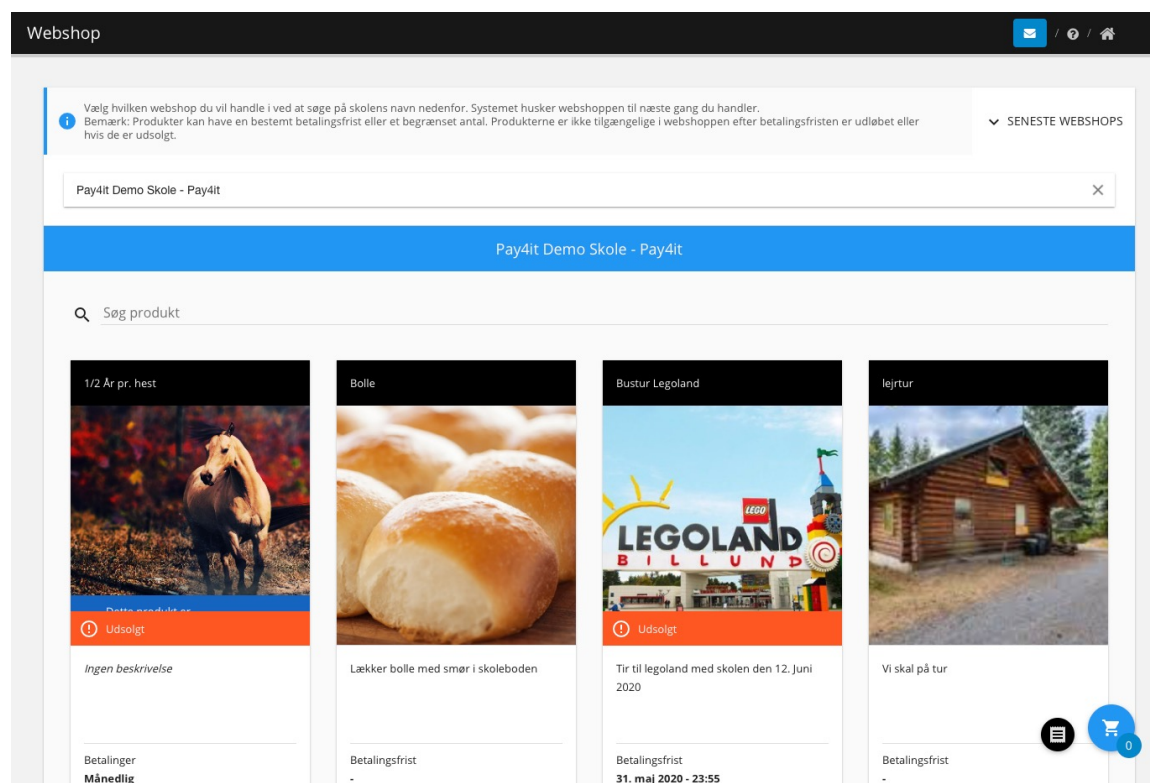 Webshop
/ /
Vælg hvilken webshop du vil handle i ved at søge på skolens navn nedenfor. Systemet husker webshoppen til næste gang du handler.
Bemærk: Produkter kan have en bestemt betalingsfrist eller et begrænset antal. Produkterne er ikke tilgængelige i webshoppen efter betalingsfristen er udløbet eller
hvis de er udsolgt.
SENESTE WEBSHOPS
Pay4it Demo Skole - Pay4it
Pay4it Demo Skole - Pay4it
Søg produkt
1/2 År pr. hest
Dette produkt er
Udsolgt
Ingen beskrivelse
Betalinger
Månedlig
Bolle
Lækker bolle med smør i skoleboden
Betalingsfrist
-
Bustur Legoland
LEGO
LEGOLAND
BILLUND
Udsolgt
Tir til legoland med skolen den 12. Juni
2020
Betalingsfrist
31. maj 2020 - 23:55
lejrtur
Vi skal på tur
Betalingsfrist
-
0